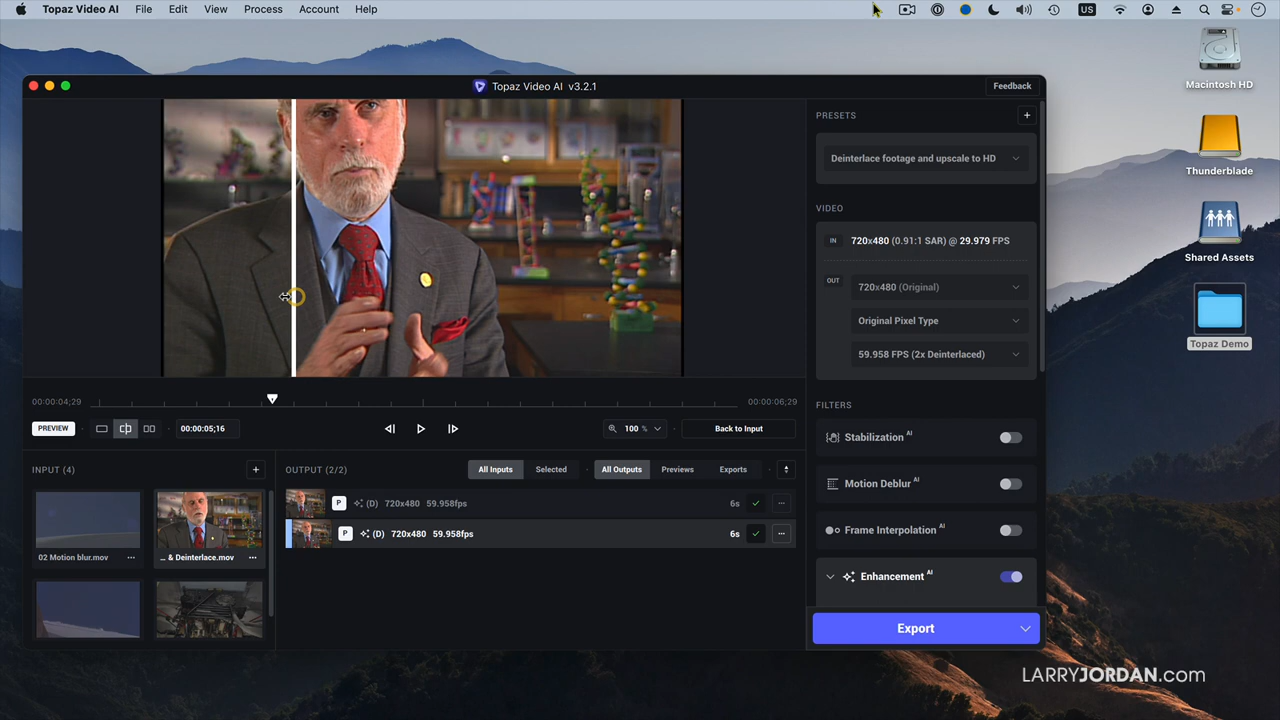 Topaz Video AI File Edit View Process Account Help US
Macintosh HD
Topaz Video AI v3.2.1 Feedback
PRESETS +
Deinterlace footage and upscale to HD
Thunderblade
VIDEO
IN 720x480 (0.91:1 SAR) @ 29.979 FPS
Shared Assets
OUT 720x480 (Original)
Original Pixel Type
Topaz Demo
59.958 FPS (2x Deinterlaced)
00:00:04;29 00:00:06;29
FILTERS
PREVIEW 00:00:05;16 100 % Back to Input
Stabilization AI
INPUT (4) + OUTPUT (2/2) All Inputs Selected All Outputs Previews Exports
Motion Deblur AI
P (D) 720x480 59.958fps 6s
Frame Interpolation AI
P (D) 720x480 59.958fps 6s
02 Motion blur.mov ... ... & Deinterlace.mov ...
Enhancement AI
Export
LARRYJORDAN.com